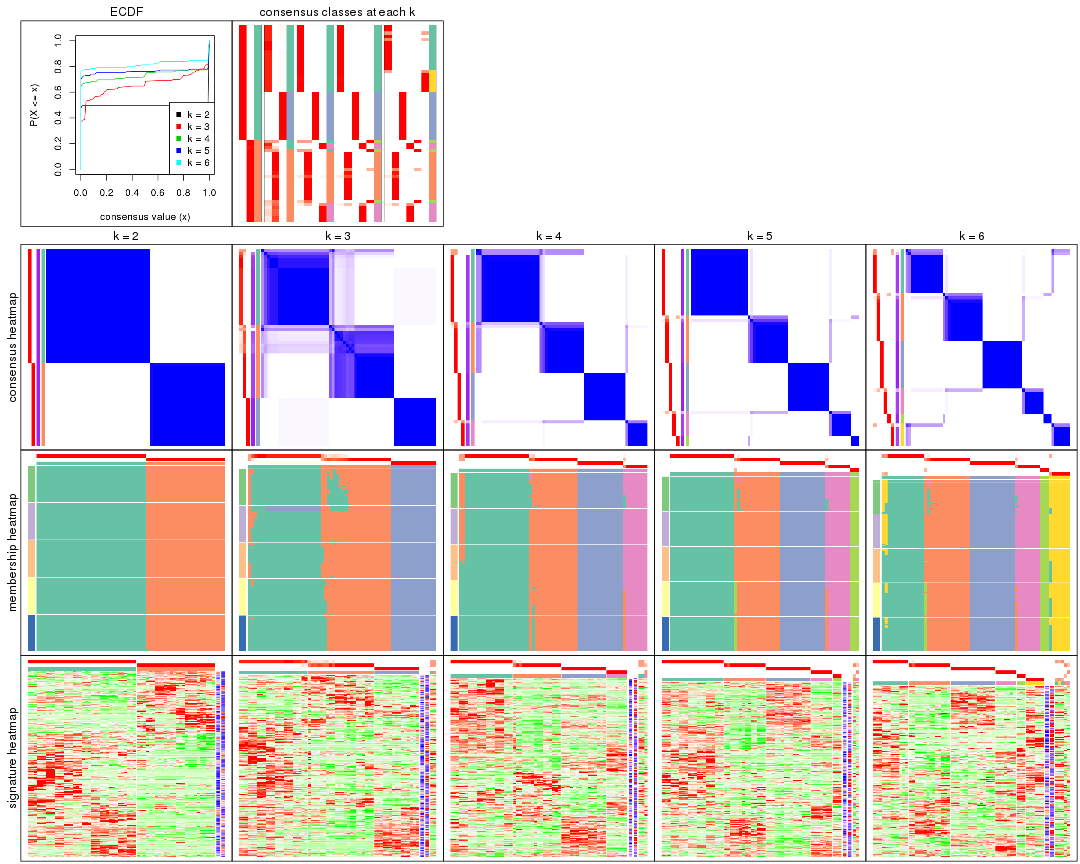 ECDF
consensus classes at each k
P(X <= x)
0.0 0.2 0.4 0.6 0.8 1.0
k = 2
k = 3
k = 4
k = 5
k = 6
0.0 0.2 0.4 0.6 0.8 1.0
consensus value (x)
k = 2
k = 3
k = 4
k = 5
k = 6
consensus heatmap
membership heatmap
signature heatmap